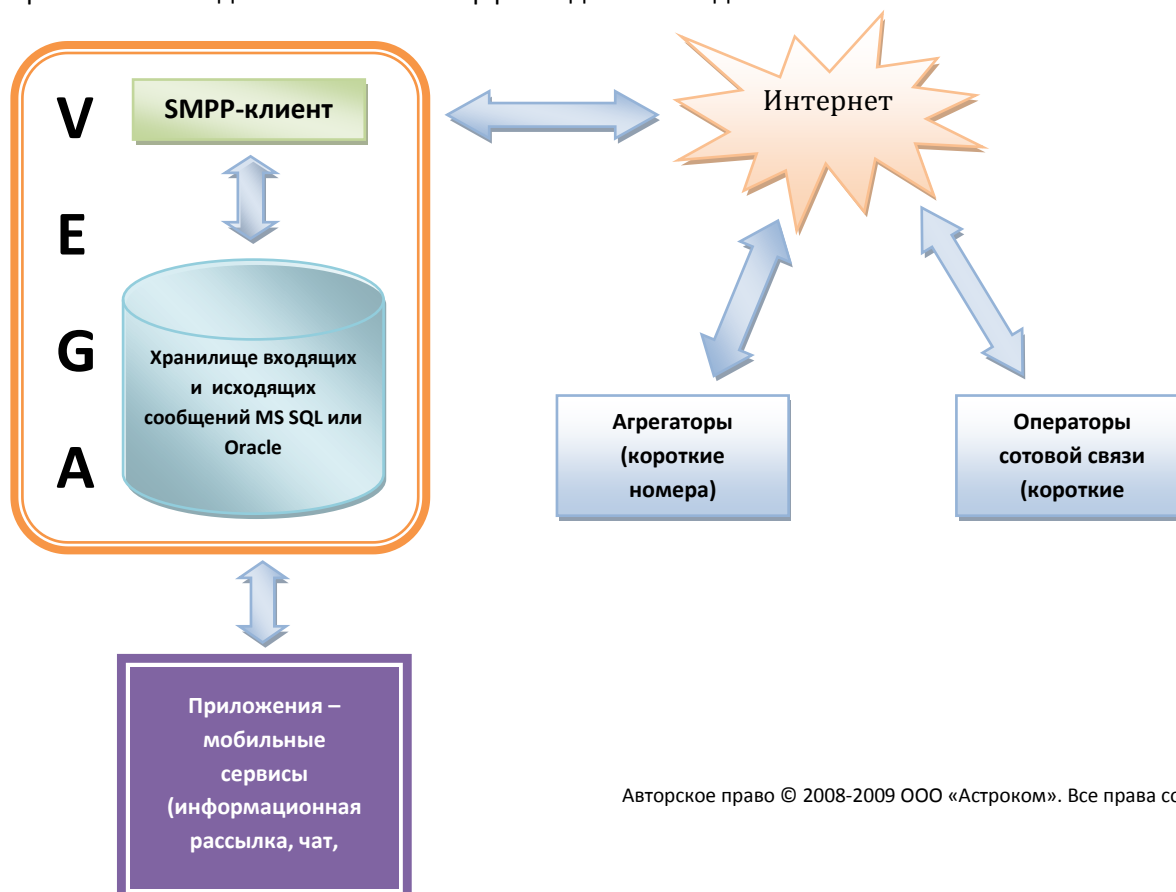 V
E
G
A
SMPP-клиент
Хранилище входящих
и исходящих
сообщений MS SQL или
Oracle
Интернет
Агрегаторы
(короткие
номера)
Операторы
сотовой связи
(короткие
Приложения –
мобильные
сервисы
(информационная
рассылка, чат,
Авторское право © 2008-2009 ООО «Астроком». Все права